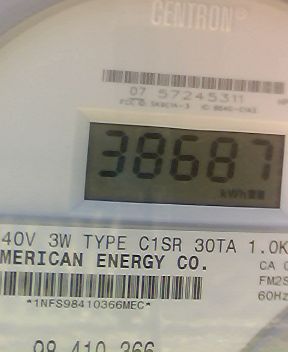 CENTRON®
07 57245311
38687
kWh
40V 3W TYPE C1SR 30TA 1.0K
MERICAN ENERGY CO.
CA
FM2S
60Hz
*1NFS98410366MEC*
98 410 366